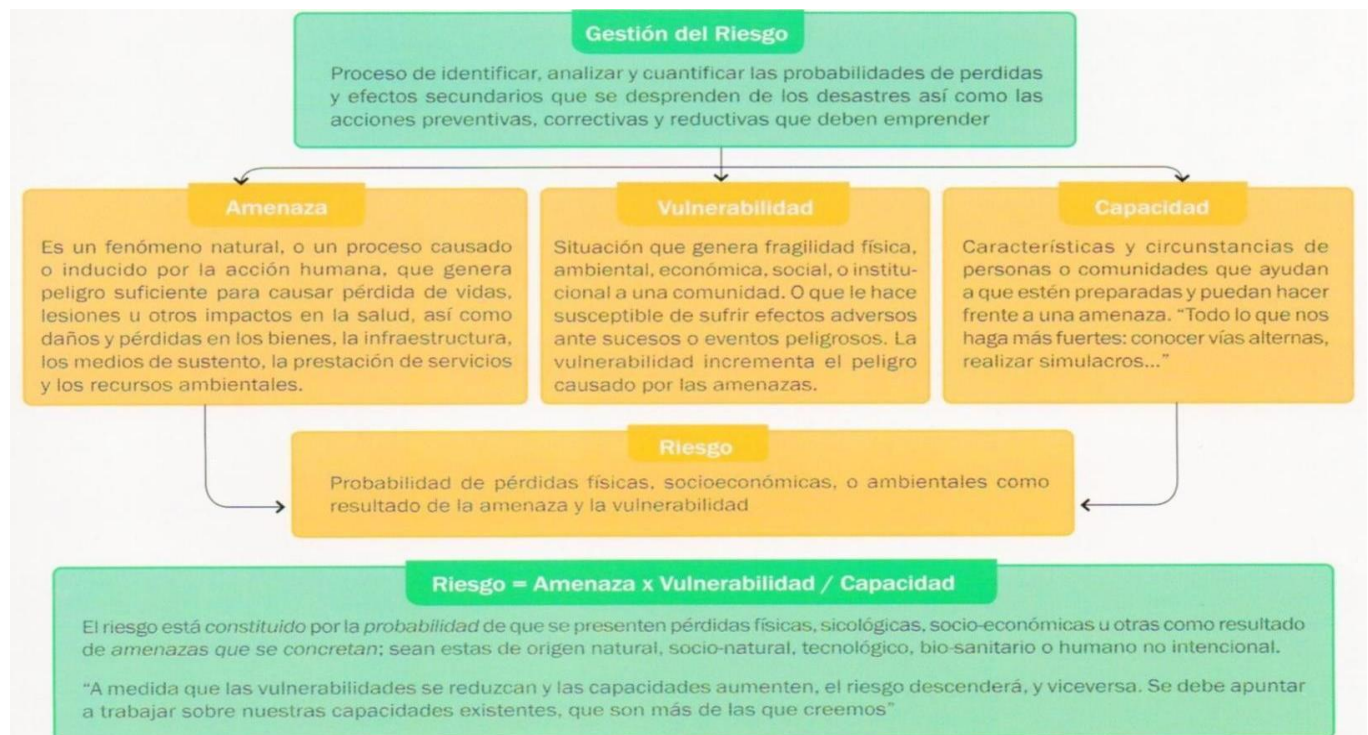 Gestión del Riesgo
Proceso de identificar, analizar y cuantificar las probabilidades de perdidas
y efectos secundarios que se desprenden de los desastres así como las
acciones preventivas, correctivas y reductivas que deben emprender
Amenaza
Es un fenómeno natural, o un proceso causado
o inducido por la acción humana, que genera
peligro suficiente para causar pérdida de vidas,
lesiones u otros impactos en la salud, así como
daños y pérdidas en los bienes, la infraestructura,
los medios de sustento, la prestación de servicios
y los recursos ambientales.
Vulnerabilidad
Situación que genera fragilidad física,
ambiental, económica, social, o institu-
cional a una comunidad. O que le hace
susceptible de sufrir efectos adversos
ante sucesos o eventos peligrosos. La
vulnerabilidad incrementa el peligro
causado por las amenazas.
Capacidad
Características y circunstancias de
personas o comunidades que ayudan
a que estén preparadas y puedan hacer
frente a una amenaza. "Todo lo que nos
haga más fuertes: conocer vías alternas,
realizar simulacros..."
Riesgo
Probabilidad de pérdidas físicas, socioeconómicas, o ambientales como
resultado de la amenaza y la vulnerabilidad
Riesgo = Amenaza x Vulnerabilidad / Capacidad
El riesgo está constituido por la probabilidad de que se presenten pérdidas físicas, sicológicas, socio-económicas u otras como resultado
de amenazas que se concretan; sean estas de origen natural, socio-natural, tecnológico, bio-sanitario o humano no intencional.
"A medida que las vulnerabilidades se reduzcan y las capacidades aumenten, el riesgo descenderá, y viceversa. Se debe apuntar
a trabajar sobre nuestras capacidades existentes, que son más de las que creemos"